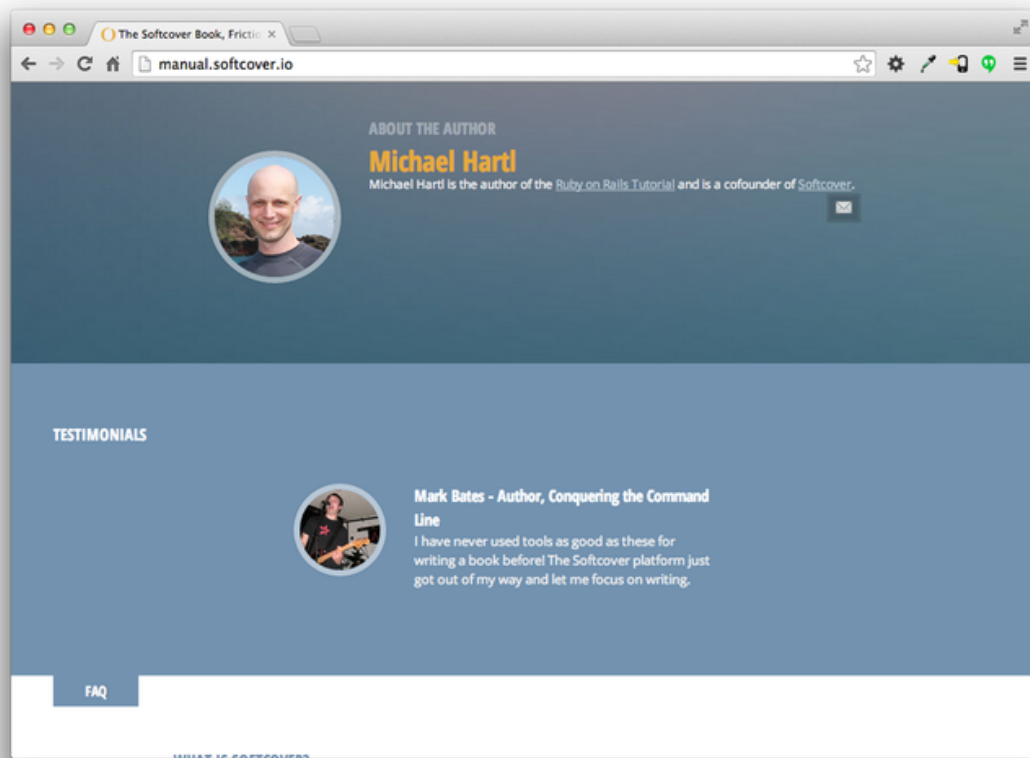 The Softcover Book, Frictio
manual.softcover.io
ABOUT THE AUTHOR
Michael Hartl
Michael Hartl is the author of the Ruby on Rails Tutorial and is a cofounder of Softcover.
TESTIMONIALS
Mark Bates - Author, Conquering the Command
Line
I have never used tools as good as these for
writing a book before! The Softcover platform just
got out of my way and let me focus on writing.
FAQ
WHAT IS SOFTCOVER?